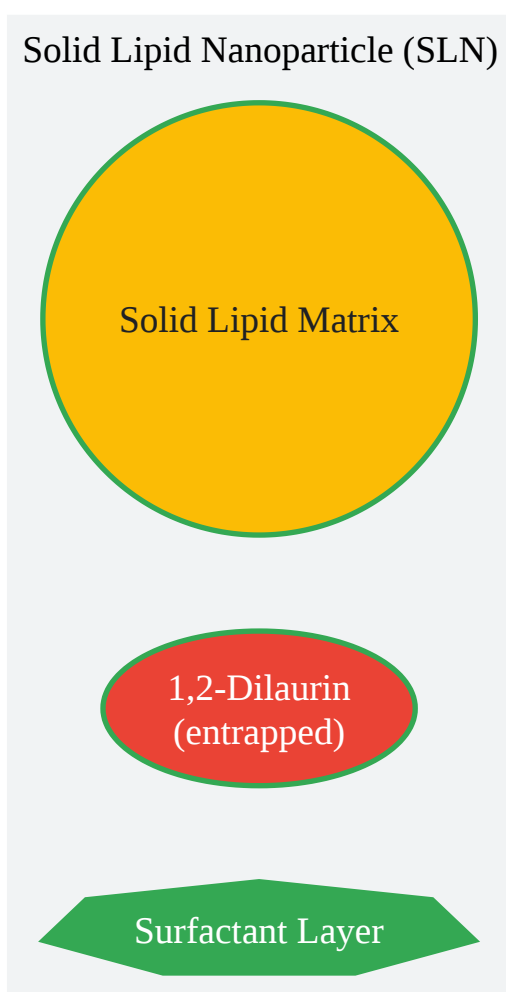 Solid Lipid Nanoparticle (SLN)
Solid Lipid Matrix
1,2-Dilaurin
(entrapped)
Surfactant Layer